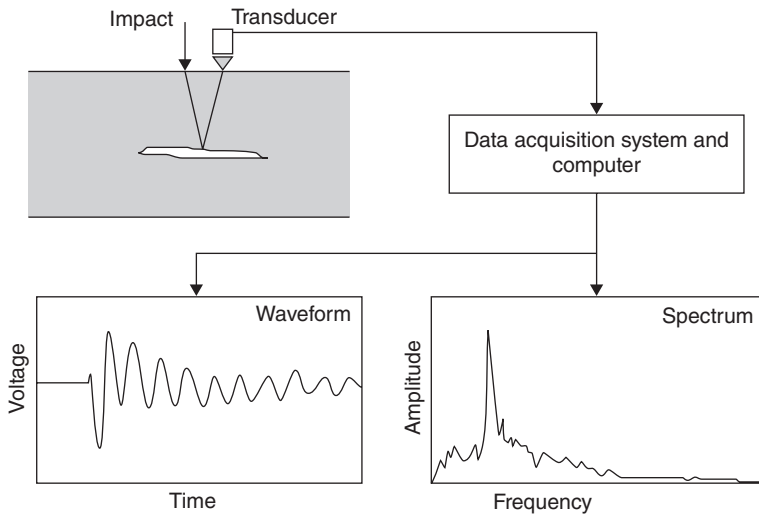 Impact
Transducer
Data acquisition system and
computer
Waveform
Voltage
Time
Spectrum
Amplitude
Frequency